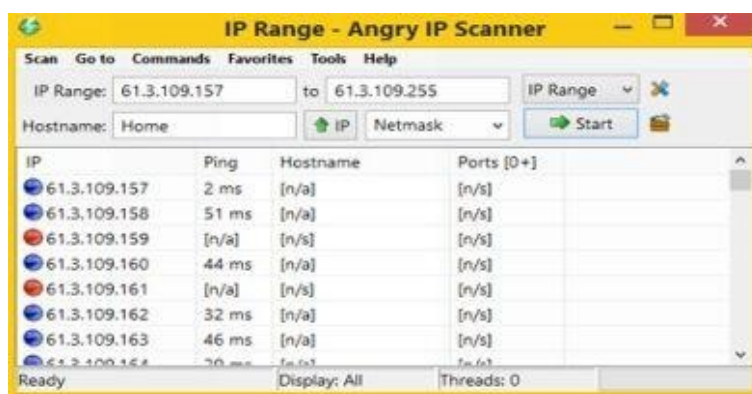 IP Range - Angry IP Scanner
Scan Go to Commands Favorites Tools Help
IP Range: 61.3.109.157 to 61.3.109.255 IP Range
Hostname: Home IP Netmask Start
IP Ping Hostname Ports [0+]
61.3.109.157 2 ms [n/a] [n/s]
61.3.109.158 51 ms [n/a] [n/s]
61.3.109.159 [n/a] [n/s] [n/s]
61.3.109.160 44 ms [n/a] [n/s]
61.3.109.161 [n/a] [n/s] [n/s]
61.3.109.162 32 ms [n/a] [n/s]
61.3.109.163 46 ms [n/a] [n/s]
Ready Display: All Threads: 0